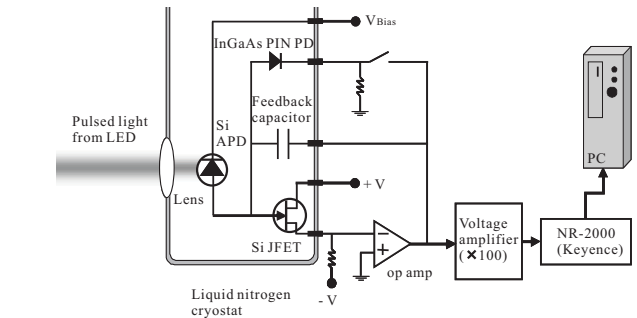 VBias
InGaAs PIN PD
Feedback
capacitor
Pulsed light
from LED
Si
APD
PC
Lens
+ V
Si JFET
Voltage
amplifier
(×100)
NR-2000
(Keyence)
−
+
op amp
Liquid nitrogen
cryostat
- V